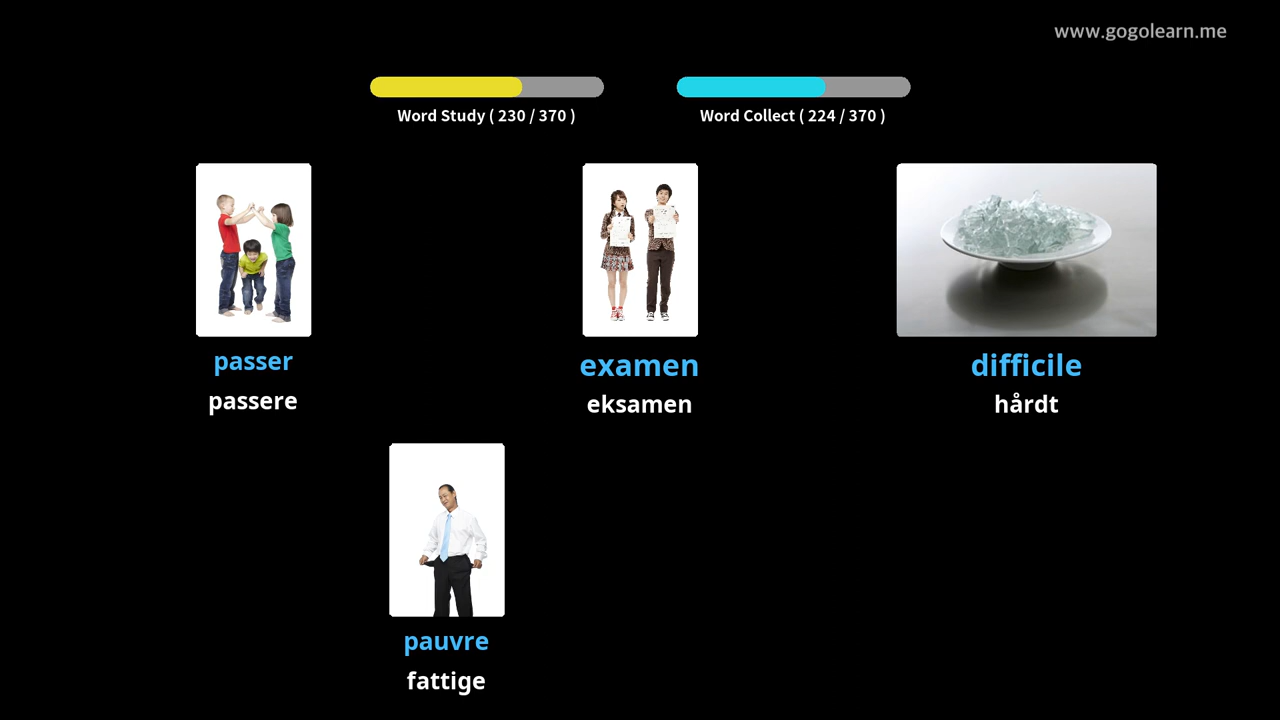 www.gogolearn.me
Word Study ( 230 / 370 )
Word Collect ( 224 / 370 )
passer
passere
examen
eksamen
difficile
hårdt
pauvre
fattige